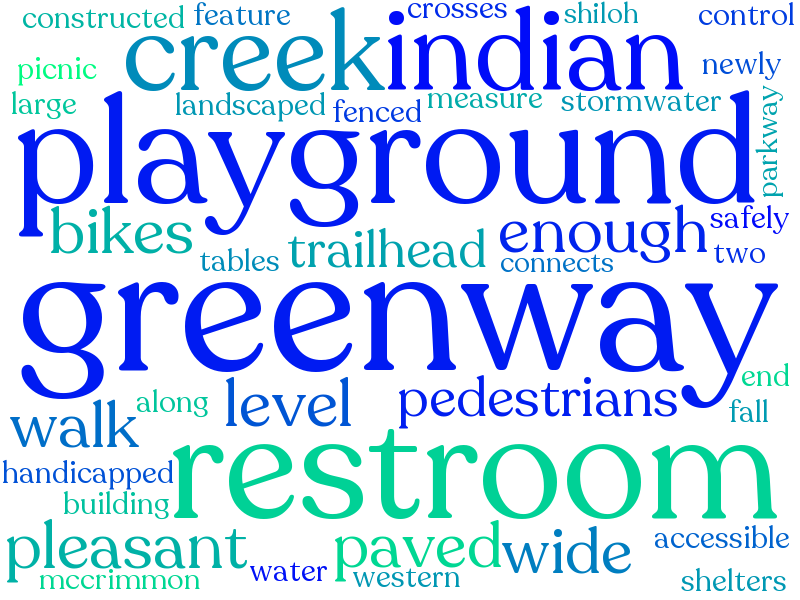 constructed feature crosses shiloh control
creek indian
picnic newly
large landscaped fenced measure stormwater
playground parkway
bikes trailhead enough safely
tables connects two
greenway
along level pedestrians end
walk fall
handicapped restroom
building
pleasant paved wide accessible
mccrimmon water western shelters